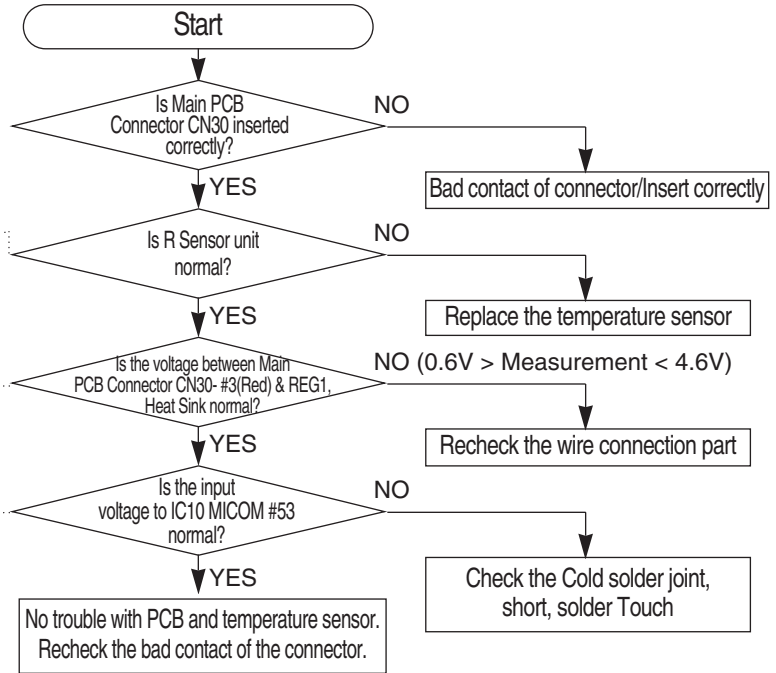 Start
Is Main PCB
Connector CN30 inserted
correctly?
NO
Bad contact of connector/Insert correctly
YES
Is R Sensor unit
normal?
NO
Replace the temperature sensor
YES
Is the voltage between Main
PCB Connector CN30- #3(Red) & REG1,
Heat Sink normal?
NO (0.6V > Measurement < 4.6V)
Recheck the wire connection part
YES
Is the input
voltage to IC10 MICOM #53
normal?
NO
Check the Cold solder joint,
short, solder Touch
YES
No trouble with PCB and temperature sensor.
Recheck the bad contact of the connector.